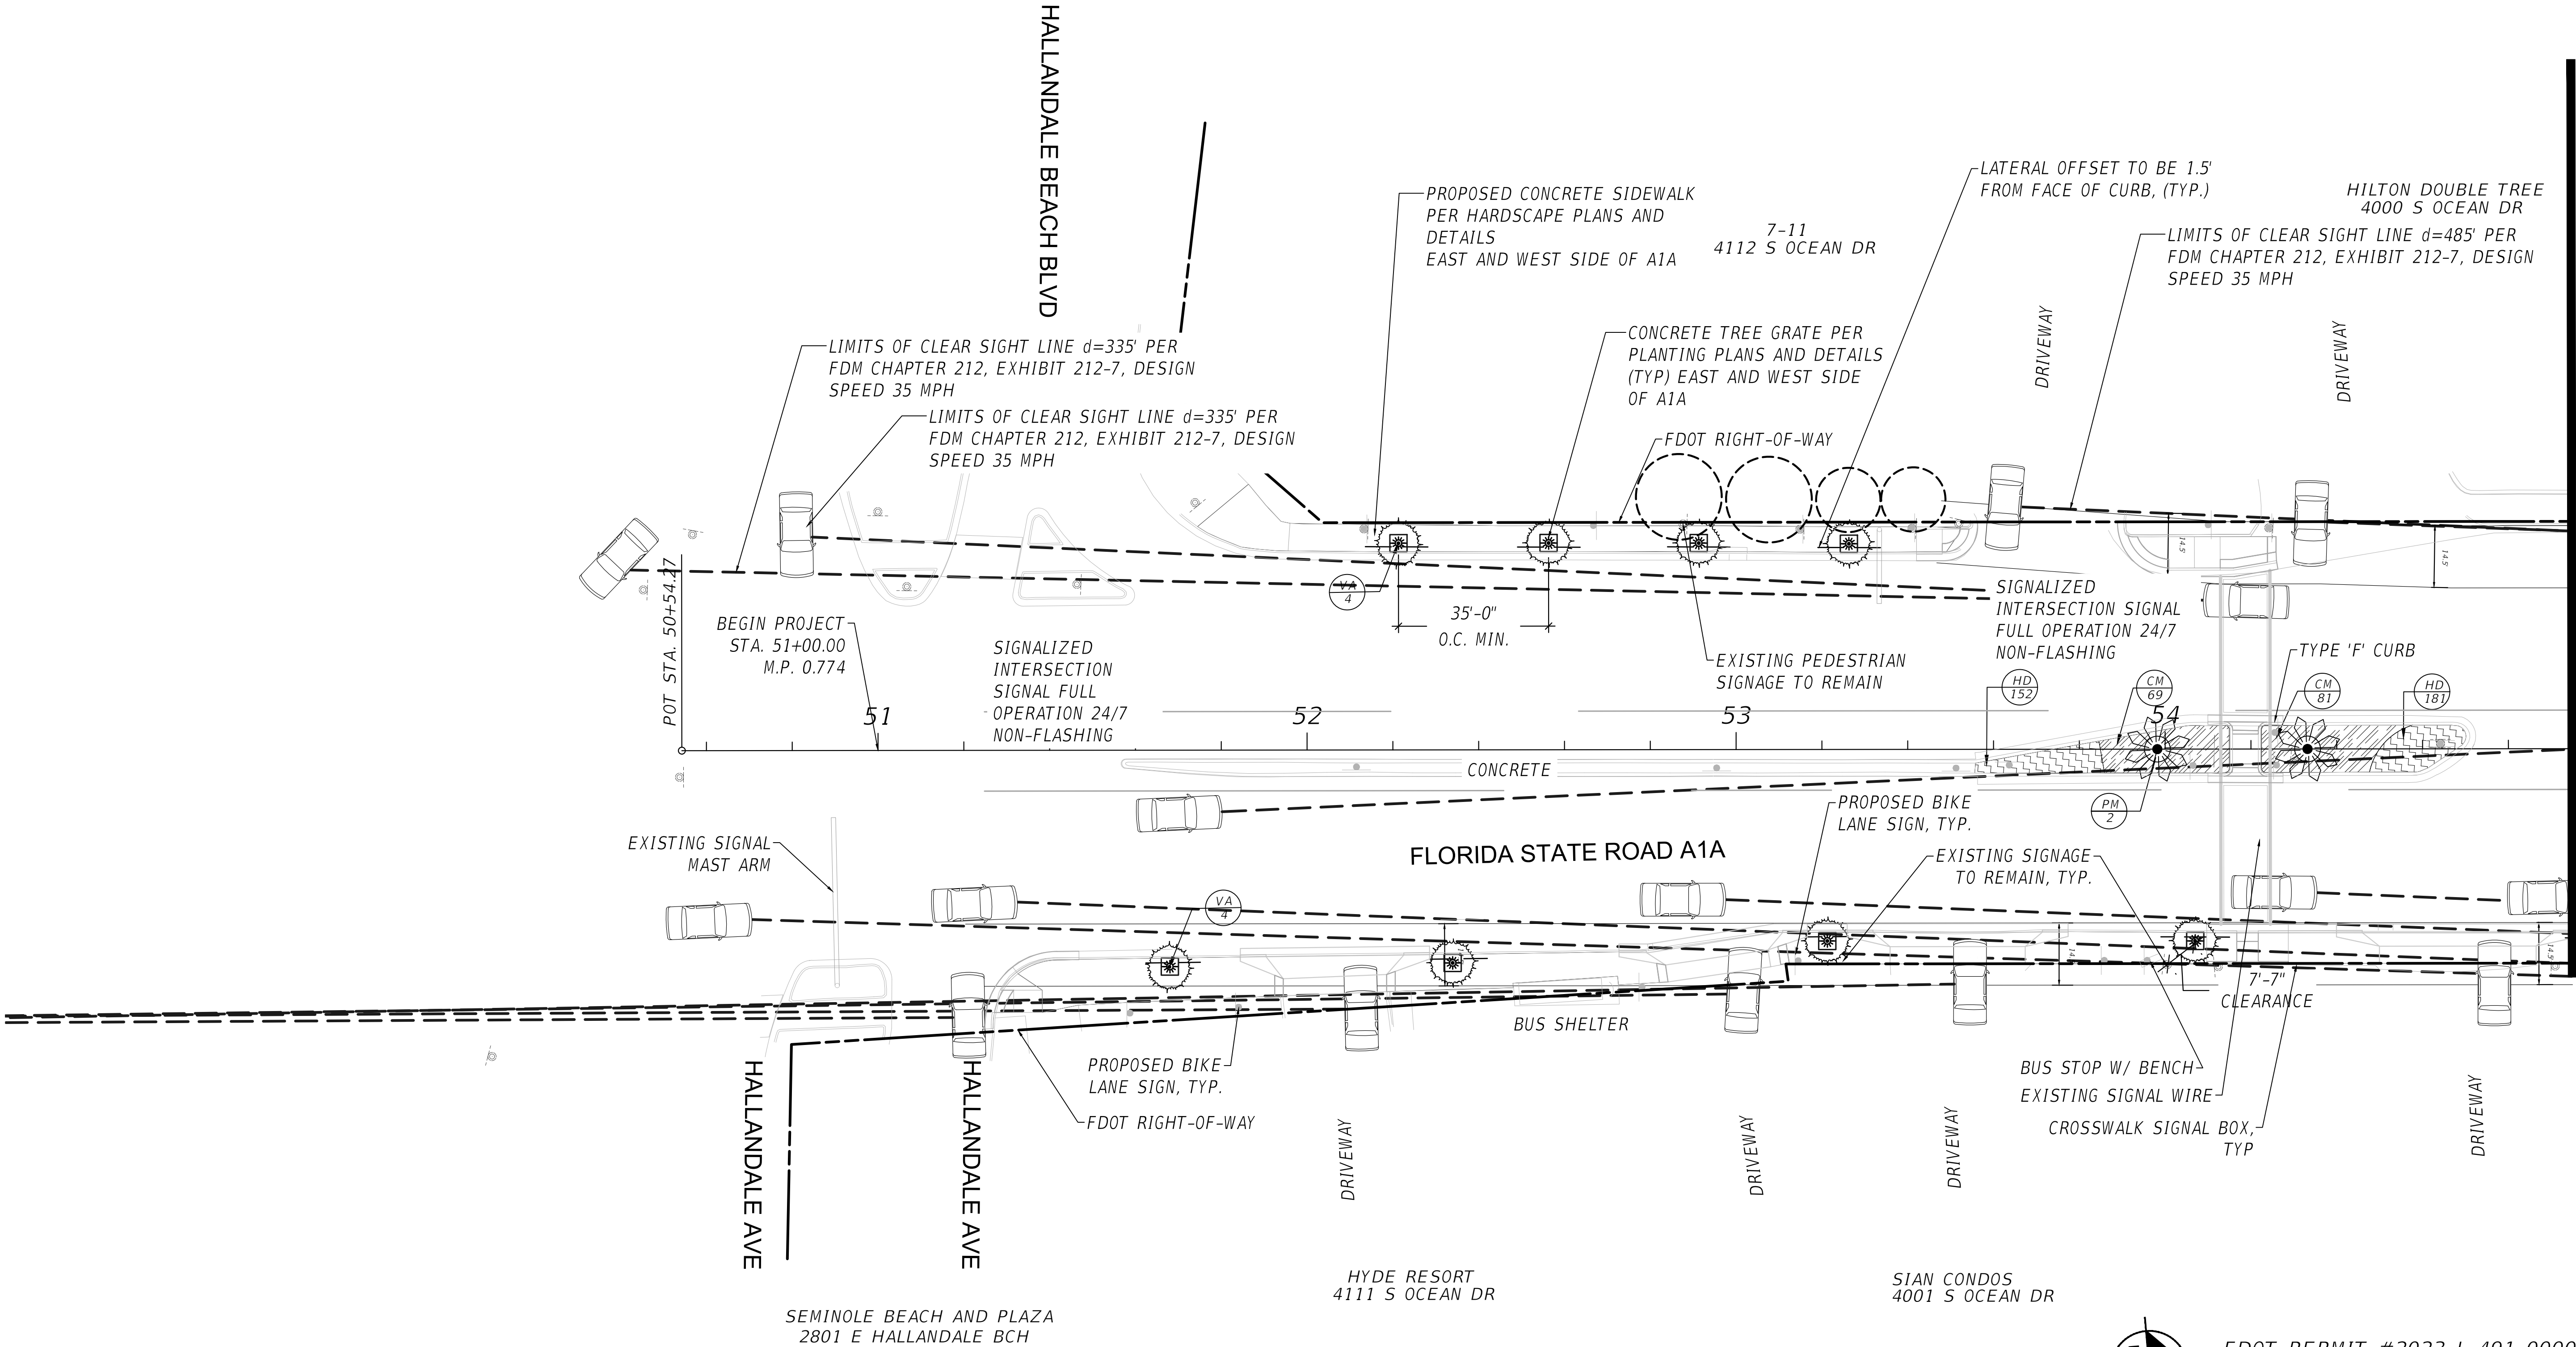 HALLANDALE BEACH BLVD
PROPOSED CONCRETE SIDEWALK
PER HARDSCAPE PLANS AND
DETAILS
EAST AND WEST SIDE OF A1A
7-11
4112 S OCEAN DR
LATERAL OFFSET TO BE 1.5'
FROM FACE OF CURB, (TYP.)
HILTON DOUBLE TREE
4000 S OCEAN DR
LIMITS OF CLEAR SIGHT LINE d=485' PER
FDM CHAPTER 212, EXHIBIT 212-7, DESIGN
SPEED 35 MPH
LIMITS OF CLEAR SIGHT LINE d=335' PER
FDM CHAPTER 212, EXHIBIT 212-7, DESIGN
SPEED 35 MPH
LIMITS OF CLEAR SIGHT LINE d=335' PER
FDM CHAPTER 212, EXHIBIT 212-7, DESIGN
SPEED 35 MPH
CONCRETE TREE GRATE PER
PLANTING PLANS AND DETAILS
(TYP) EAST AND WEST SIDE
OF A1A
FDOT RIGHT-OF-WAY
DRIVEWAY
DRIVEWAY
14.5'
14.5'
POT STA. 50+54.27
BEGIN PROJECT
STA. 51+00.00
M.P. 0.774
SIGNALIZED
INTERSECTION
SIGNAL FULL
OPERATION 24/7
NON-FLASHING
VA
4
35'-0"
O.C. MIN.
EXISTING PEDESTRIAN
SIGNAGE TO REMAIN
SIGNALIZED
INTERSECTION SIGNAL
FULL OPERATION 24/7
NON-FLASHING
TYPE 'F' CURB
HD
152
CM
69
CM
81
HD
181
51
52
53
54
CONCRETE
PM
2
PROPOSED BIKE
LANE SIGN, TYP.
EXISTING SIGNAL
MAST ARM
FLORIDA STATE ROAD A1A
EXISTING SIGNAGE
TO REMAIN, TYP.
VA
4
14.5'
7'-7"
CLEARANCE
BUS SHELTER
PROPOSED BIKE
LANE SIGN, TYP.
FDOT RIGHT-OF-WAY
BUS STOP W/ BENCH
EXISTING SIGNAL WIRE
CROSSWALK SIGNAL BOX,
TYP
HALLANDALE AVE
HALLANDALE AVE
DRIVEWAY
DRIVEWAY
DRIVEWAY
DRIVEWAY
HYDE RESORT
4111 S OCEAN DR
SIAN CONDOS
4001 S OCEAN DR
SEMINOLE BEACH AND PLAZA
2801 E HALLANDALE BCH